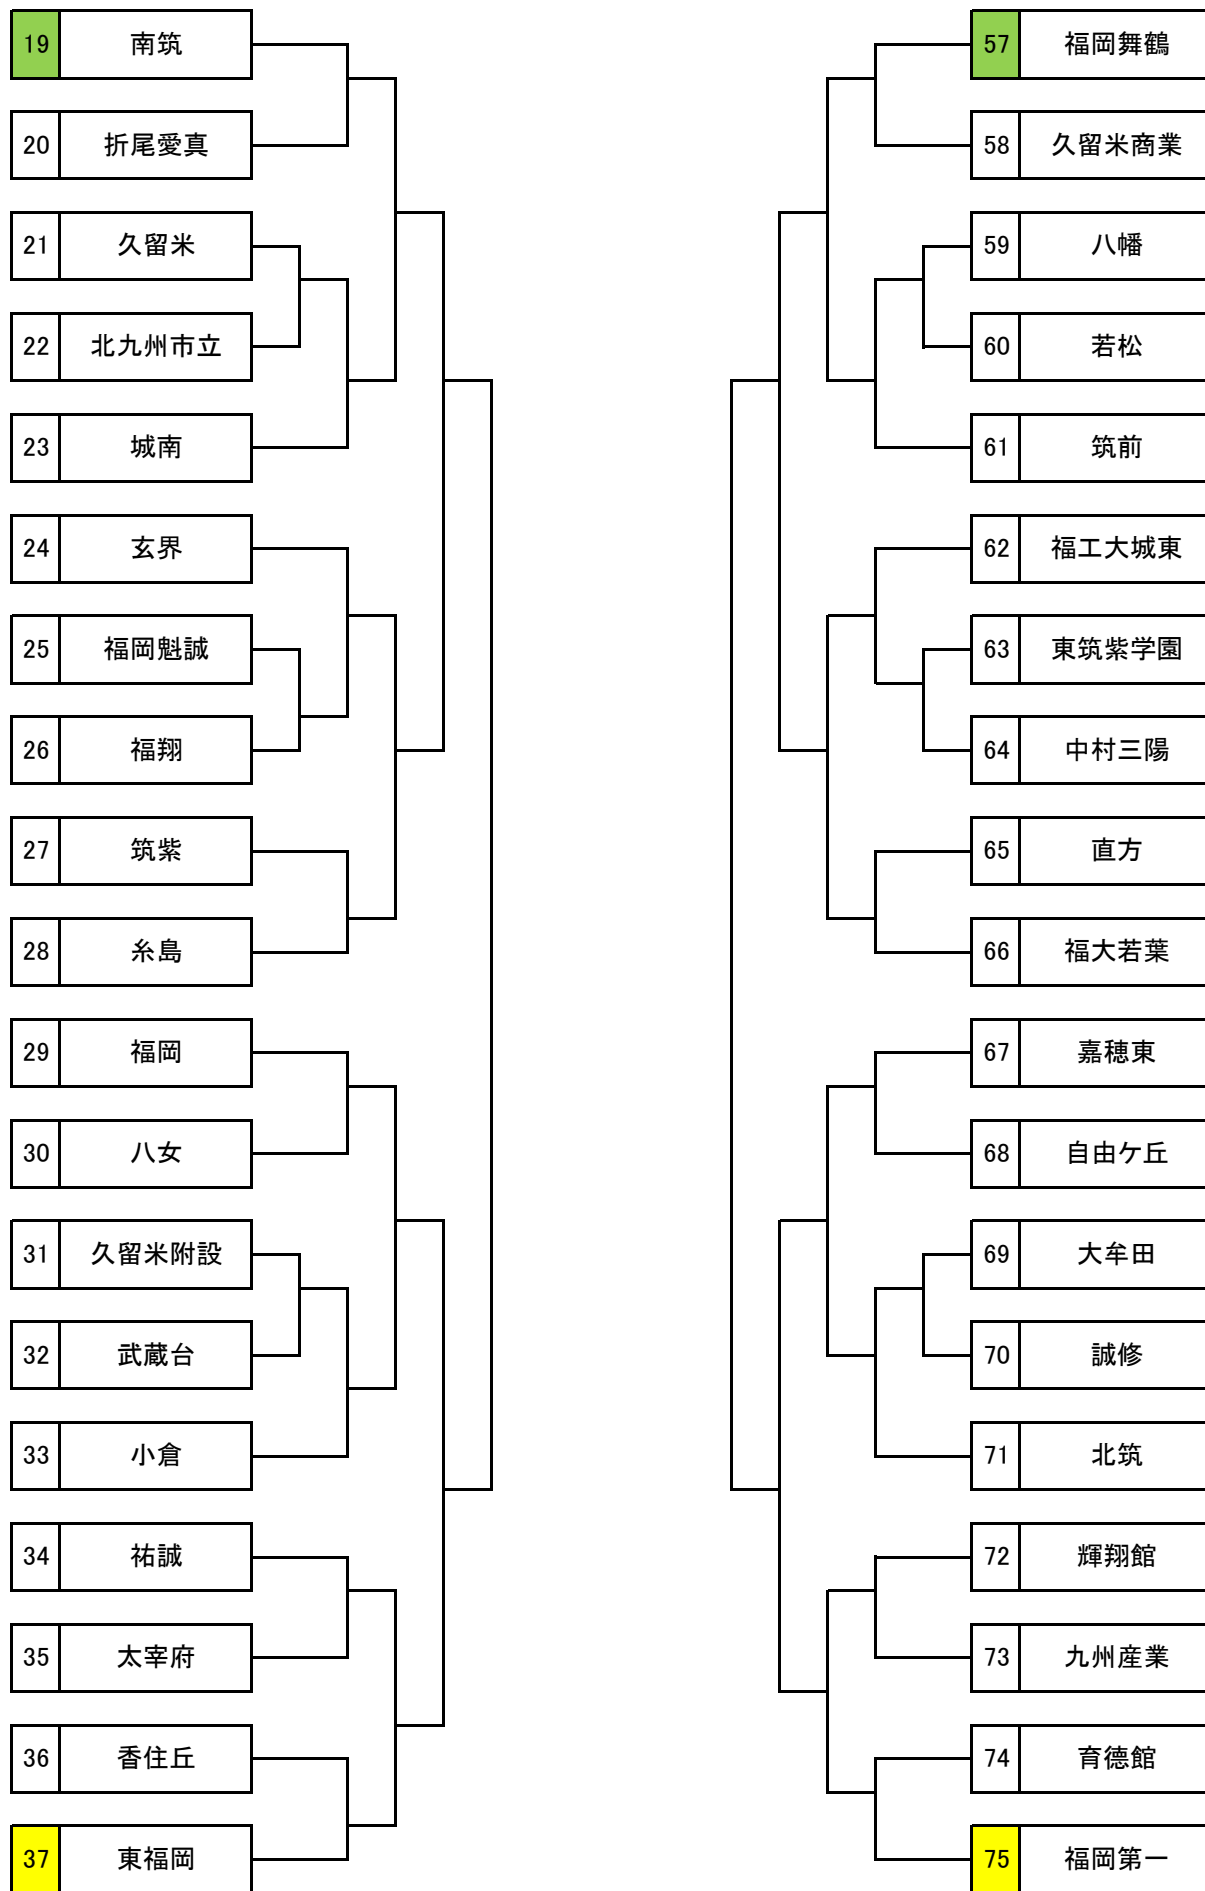 19 南筑
20 折尾愛真
21 久留米
22 北九州市立
23 城南
24 玄界
25 福岡魁誠
26 福翔
27 筑紫
28 糸島
29 福岡
30 八女
31 久留米附設
32 武蔵台
33 小倉
34 祐誠
35 太宰府
36 香住丘
37 東福岡
57 福岡舞鶴
58 久留米商業
59 八幡
60 若松
61 筑前
62 福工大城東
63 東筑紫学園
64 中村三陽
65 直方
66 福大若葉
67 嘉穂東
68 自由ケ丘
69 大牟田
70 誠修
71 北筑
72 輝翔館
73 九州産業
74 育徳館
75 福岡第一